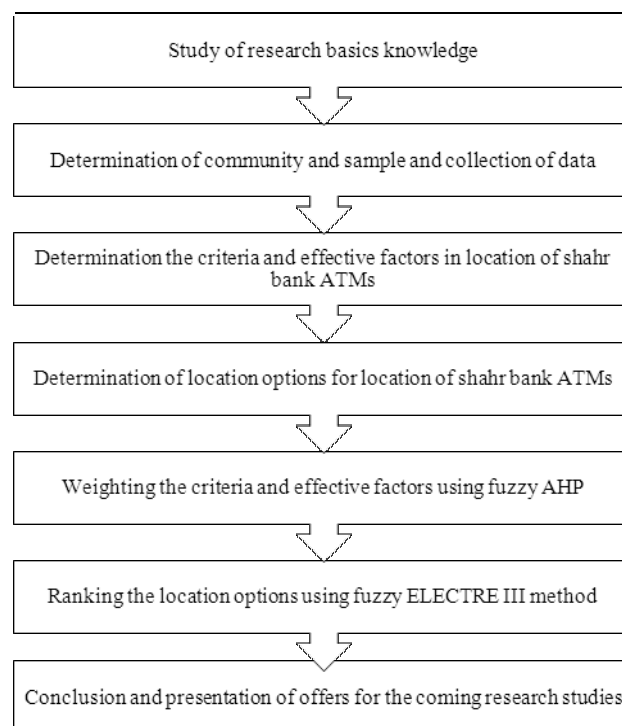 Study of research basics knowledge
Determination of community and sample and collection of data
Determination the criteria and effective factors in location of shahr
bank ATMs
Determination of location options for location of shahr bank ATMs
Weighting the criteria and effective factors using fuzzy AHP
Ranking the location options using fuzzy ELECTRE III method
Conclusion and presentation of offers for the coming research studies